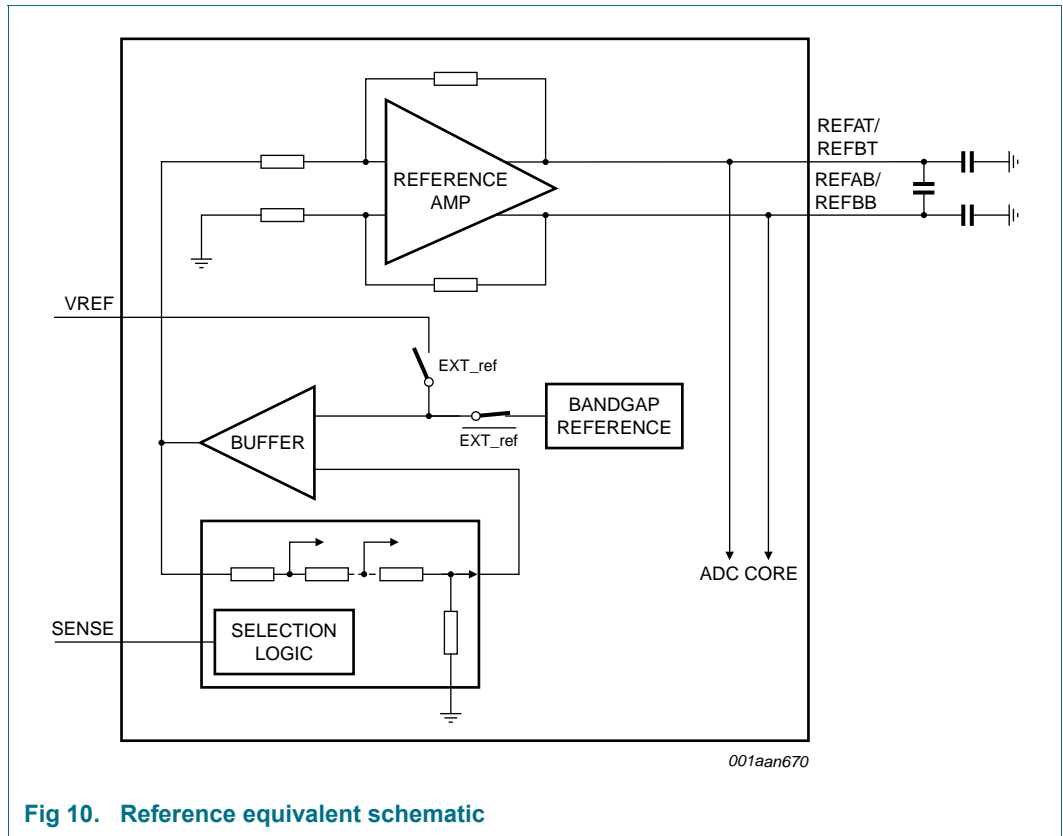 REFAT/
REFBT
REFERENCE
AMP
REFAB/
REFBB
VREF
EXT_ref
BANDGAP
REFERENCE
BUFFER
EXT_ref
ADC CORE
SENSE
SELECTION
LOGIC
001aan670
Fig 10. Reference equivalent schematic